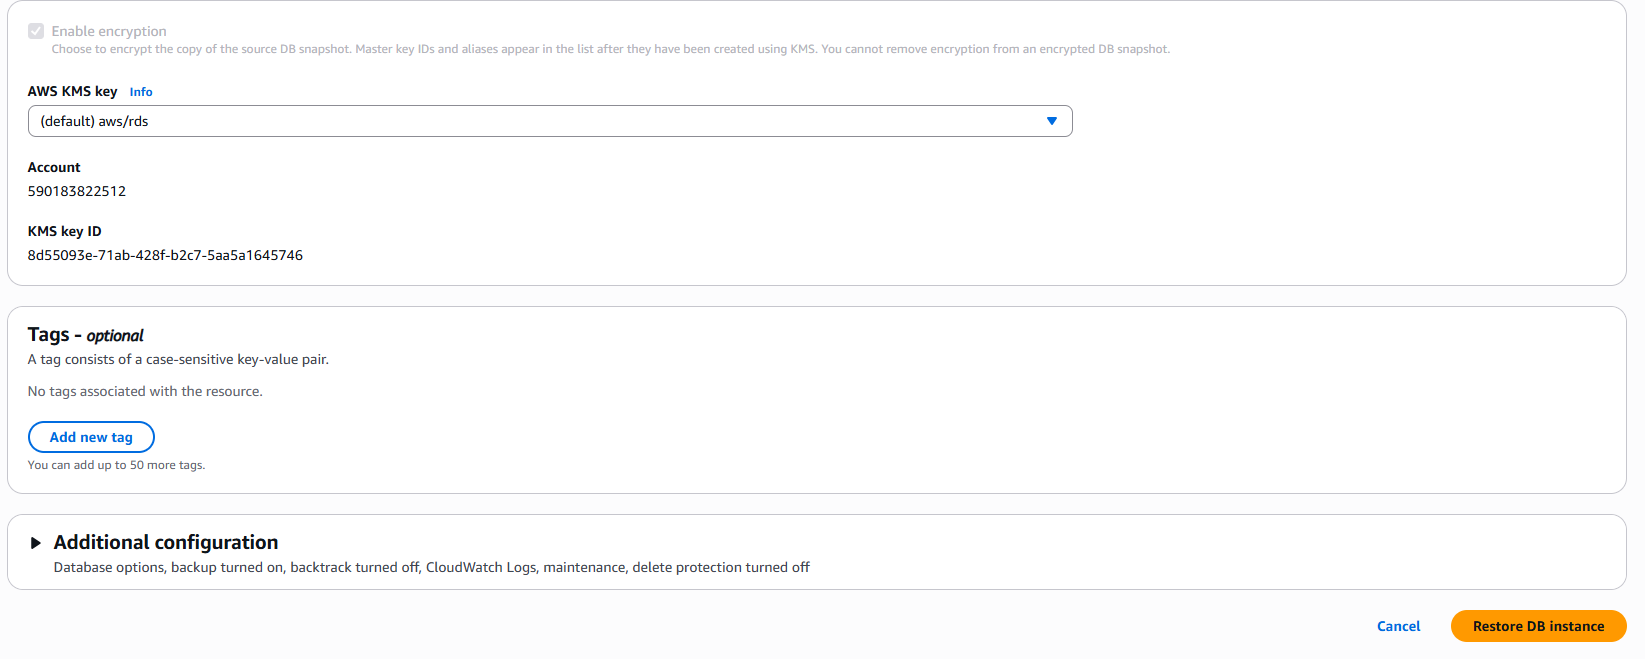 Enable encryption
Choose to encrypt the copy of the source DB snapshot. Master key IDs and aliases appear in the list after they have been created using KMS. You cannot remove encryption from an encrypted DB snapshot.
AWS KMS key Info
(default) aws/rds
Account
590183822512
KMS key ID
8d55093e-71ab-428f-b2c7-5aa5a1645746
Tags - optional
A tag consists of a case-sensitive key-value pair.
No tags associated with the resource.
Add new tag
You can add up to 50 more tags.
Additional configuration
Database options, backup turned on, backtrack turned off, CloudWatch Logs, maintenance, delete protection turned off
Cancel Restore DB instance